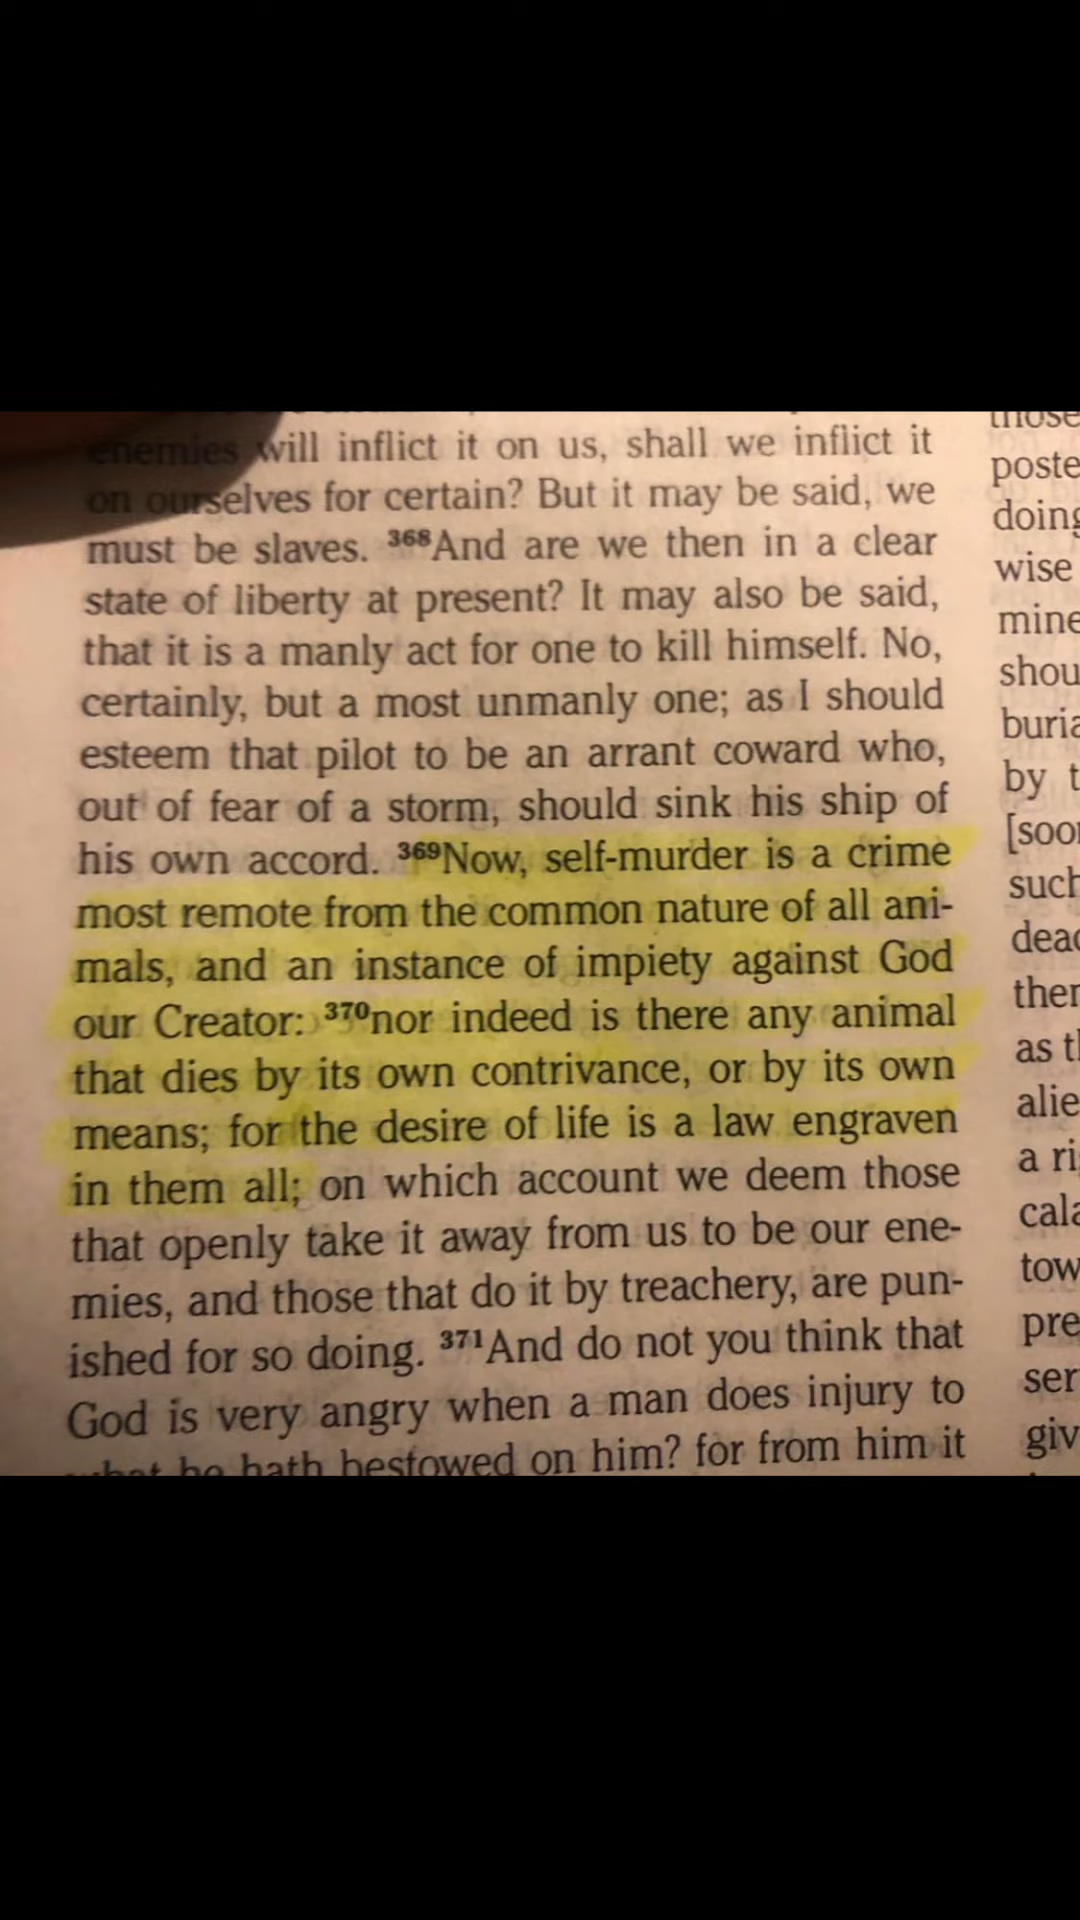 enemies will inflict it on us, shall we inflict it
on ourselves for certain? But it may be said, we
must be slaves. 368And are we then in a clear
state of liberty at present? It may also be said,
that it is a manly act for one to kill himself. No,
certainly, but a most unmanly one; as I should
esteem that pilot to be an arrant coward who,
out of fear of a storm, should sink his ship of
his own accord. 369Now, self-murder is a crime
most remote from the common nature of all ani-
mals, and an instance of impiety against God
our Creator: 370nor indeed is there any animal
that dies by its own contrivance, or by its own
means; for the desire of life is a law engraven
in them all; on which account we deem those
that openly take it away from us to be our ene-
mies, and those that do it by treachery, are pun-
ished for so doing. 371And do not you think that
God is very angry when a man does injury to
what he hath bestowed on him? for from him it
those
poste
doing
wise
mine
shou
buria
by t
[soon
such
dead
ther
as th
alie
a ri
cala
tow
pre
ser
giv